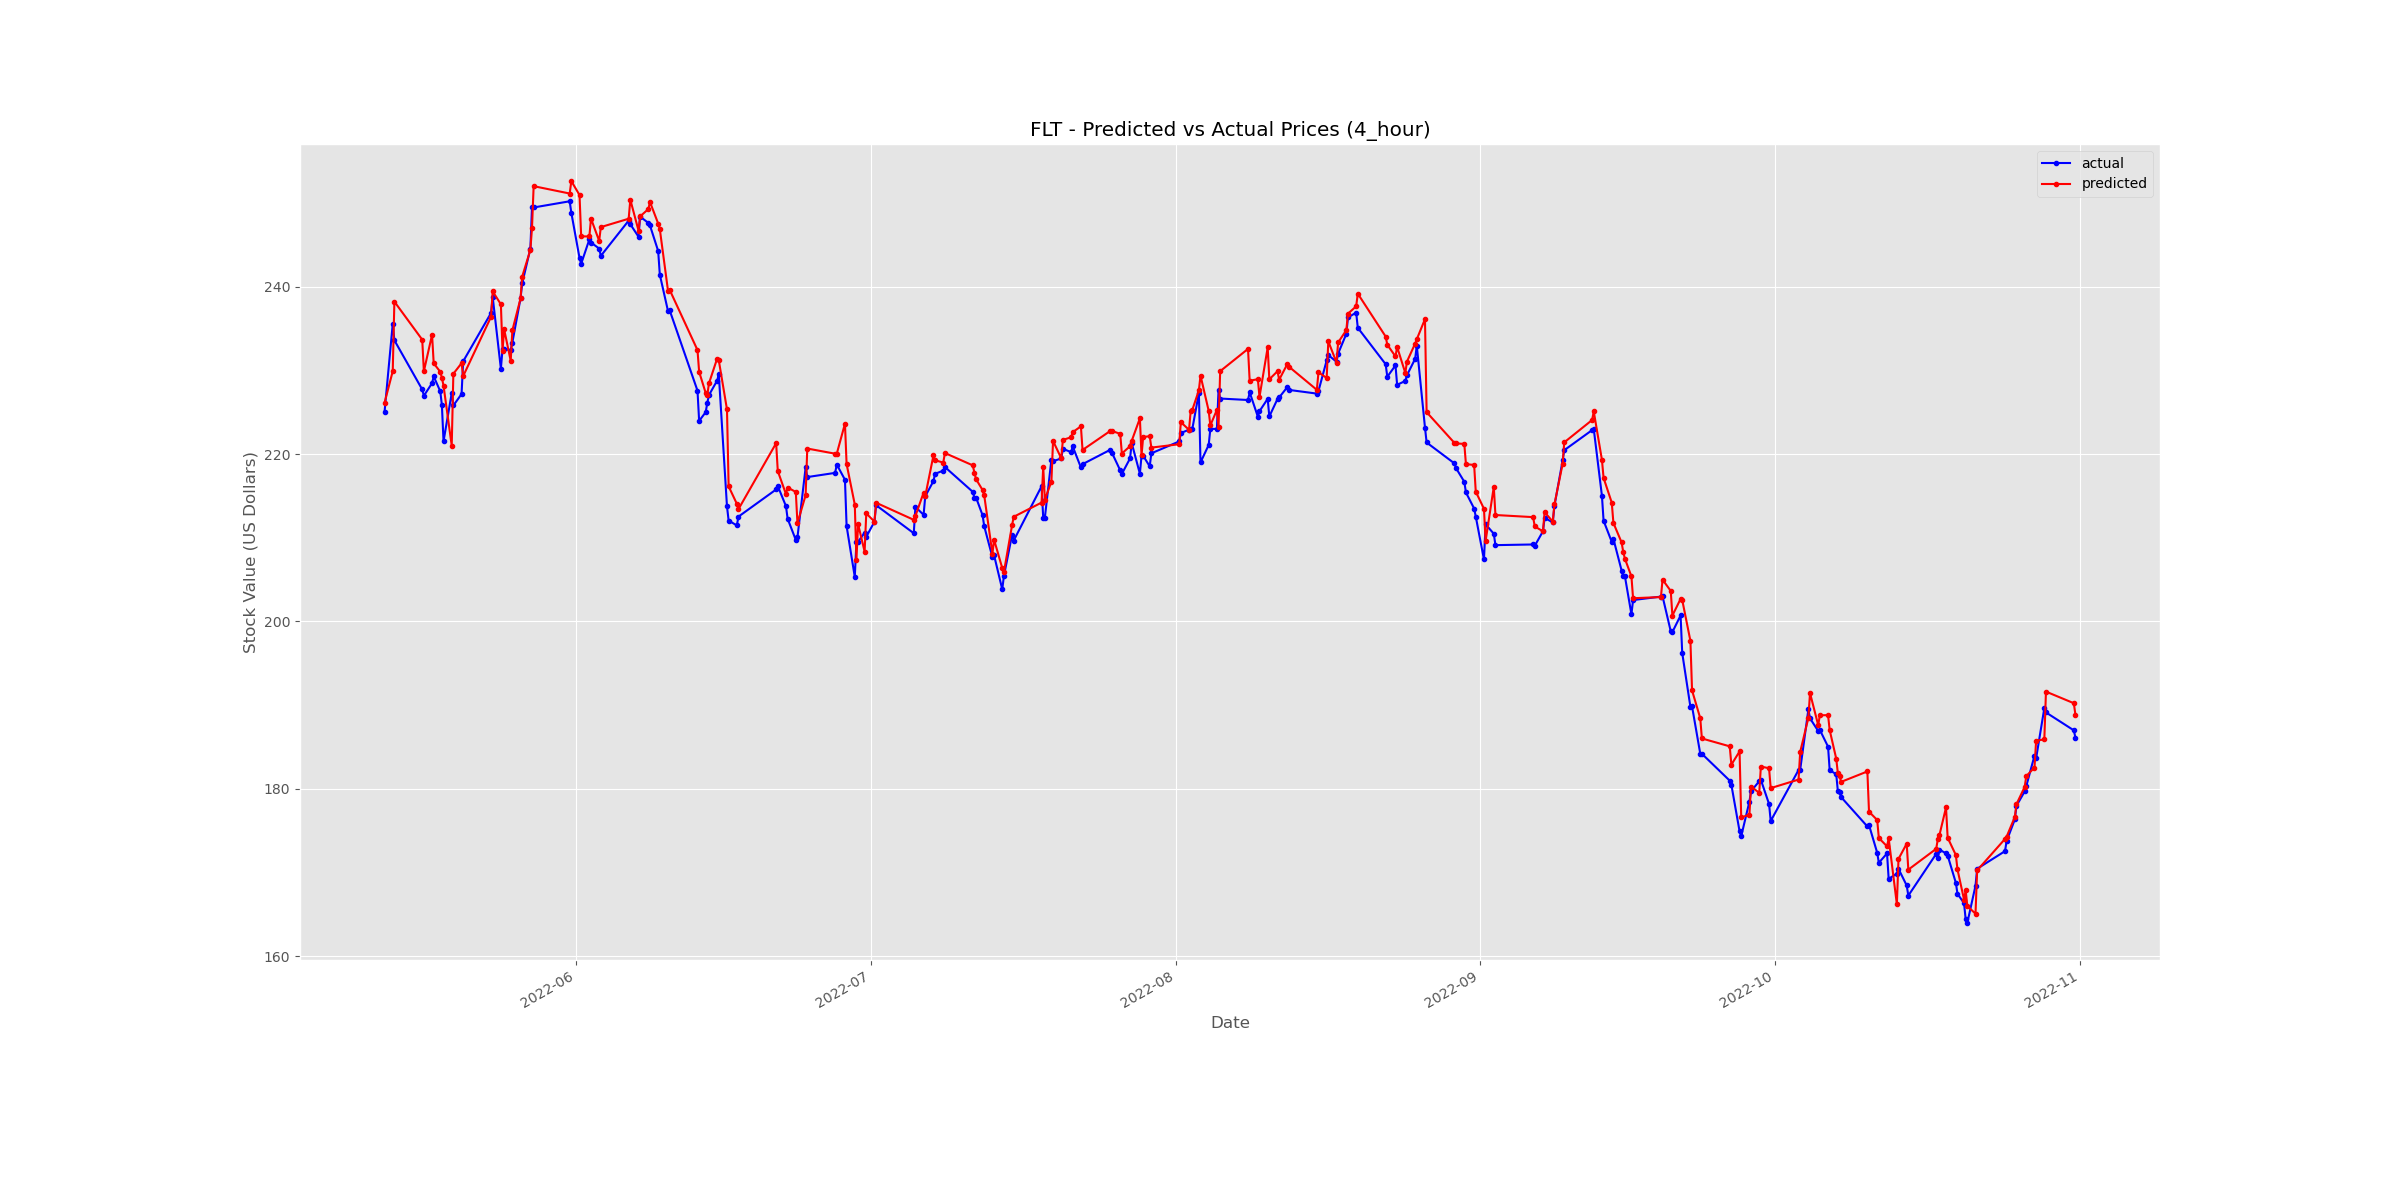 FLT - Predicted vs Actual Prices (4_hour)
actual
predicted
Stock Value (US Dollars)
240
220
200
180
160
2022-06
2022-07
2022-08
2022-09
2022-10
2022-11
Date